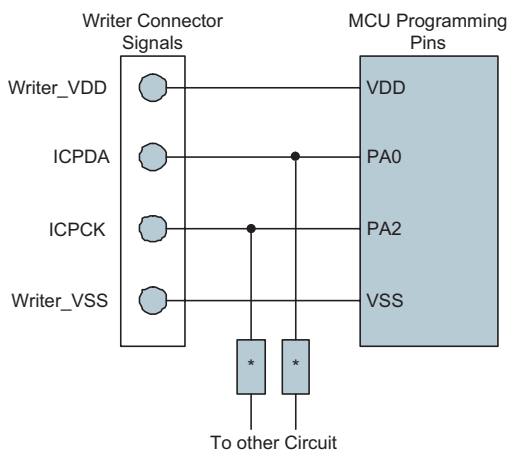 Writer Connector
Signals
MCU Programming
Pins
Writer_VDD
VDD
ICPDA
PA0
ICPCK
PA2
Writer_VSS
VSS
*
*
To other Circuit